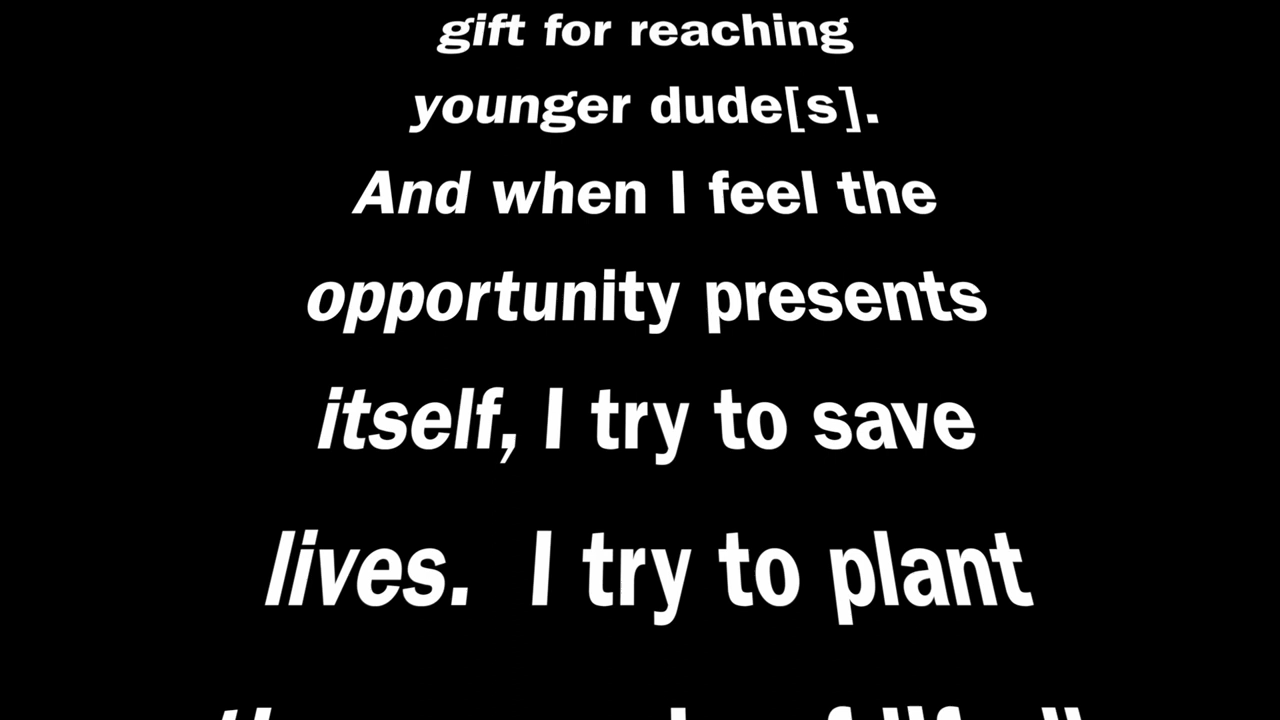 gift for reaching
younger dude[s].
And when I feel the
opportunity presents
itself, I try to save
lives.  I try to plant